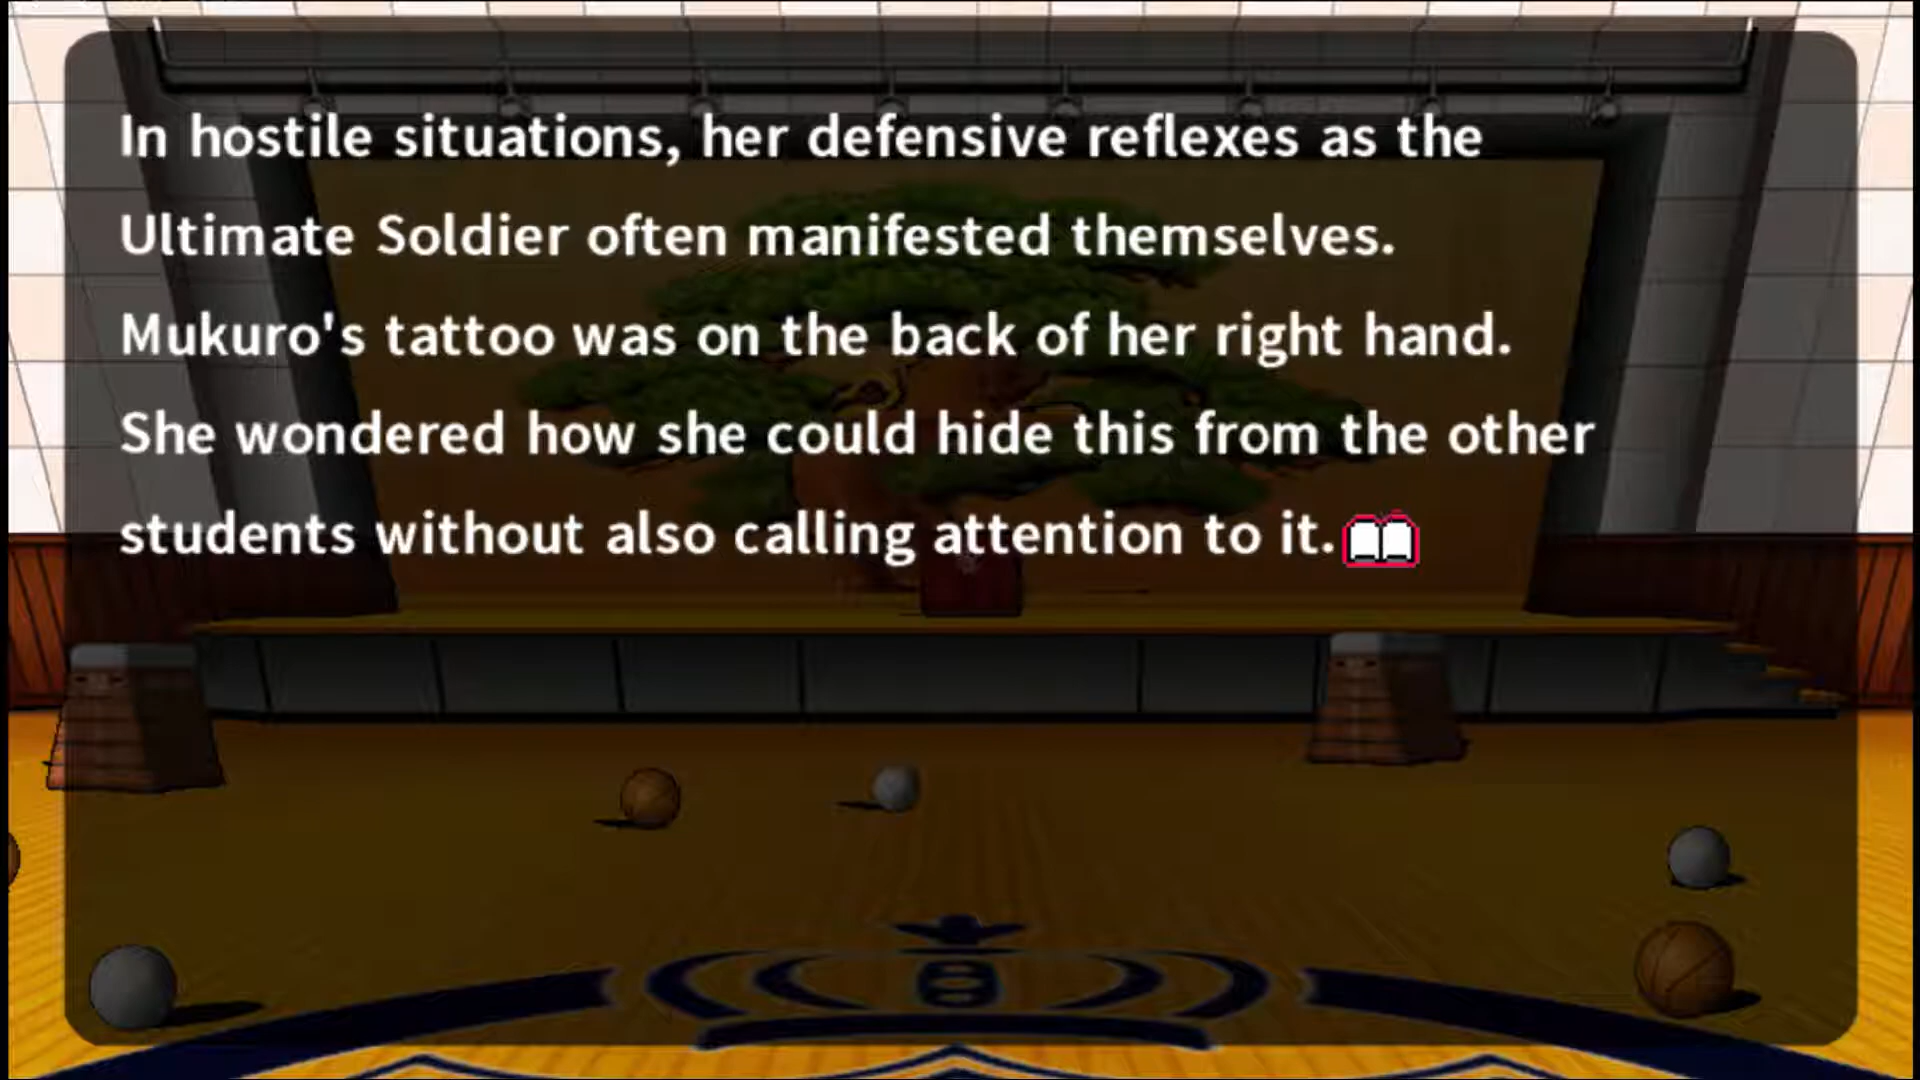 In hostile situations, her defensive reflexes as the
Ultimate Soldier often manifested themselves.
Mukuro's tattoo was on the back of her right hand.
She wondered how she could hide this from the other
students without also calling attention to it.